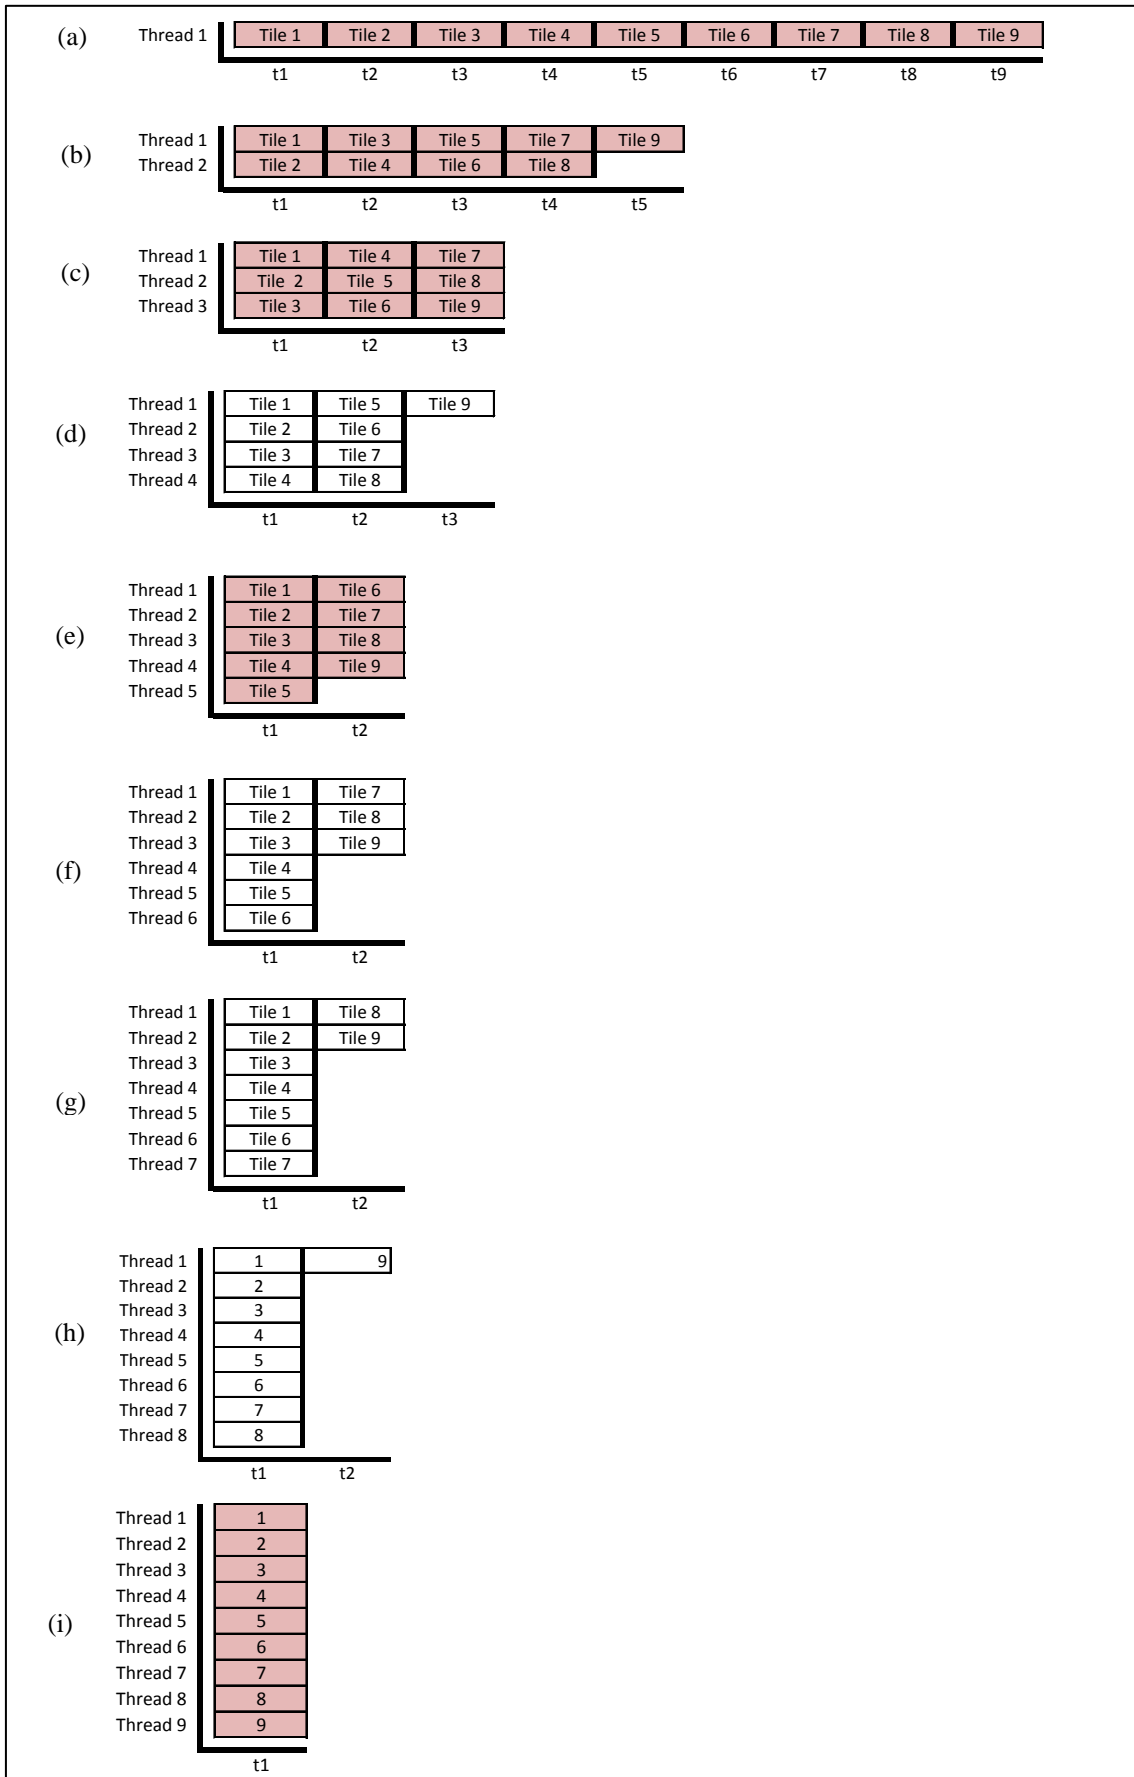 (a) Thread 1 Tile 1 Tile 2 Tile 3 Tile 4 Tile 5 Tile 6 Tile 7 Tile 8 Tile 9
t1 t2 t3 t4 t5 t6 t7 t8 t9
(b)
Thread 1 Tile 1 Tile 3 Tile 5 Tile 7 Tile 9
Thread 2 Tile 2 Tile 4 Tile 6 Tile 8
t1 t2 t3 t4 t5
(c)
Thread 1 Tile 1 Tile 4 Tile 7
Thread 2 Tile 2 Tile 5 Tile 8
Thread 3 Tile 3 Tile 6 Tile 9
t1 t2 t3
(d)
Thread 1 Tile 1 Tile 5 Tile 9
Thread 2 Tile 2 Tile 6
Thread 3 Tile 3 Tile 7
Thread 4 Tile 4 Tile 8
t1 t2 t3
(e)
Thread 1 Tile 1 Tile 6
Thread 2 Tile 2 Tile 7
Thread 3 Tile 3 Tile 8
Thread 4 Tile 4 Tile 9
Thread 5 Tile 5
t1 t2
(f)
Thread 1 Tile 1 Tile 7
Thread 2 Tile 2 Tile 8
Thread 3 Tile 3 Tile 9
Thread 4 Tile 4
Thread 5 Tile 5
Thread 6 Tile 6
t1 t2
(g)
Thread 1 Tile 1 Tile 8
Thread 2 Tile 2 Tile 9
Thread 3 Tile 3
Thread 4 Tile 4
Thread 5 Tile 5
Thread 6 Tile 6
Thread 7 Tile 7
t1 t2
(h)
Thread 1 1 9
Thread 2 2
Thread 3 3
Thread 4 4
Thread 5 5
Thread 6 6
Thread 7 7
Thread 8 8
t1 t2
(i)
Thread 1 1
Thread 2 2
Thread 3 3
Thread 4 4
Thread 5 5
Thread 6 6
Thread 7 7
Thread 8 8
Thread 9 9
t1